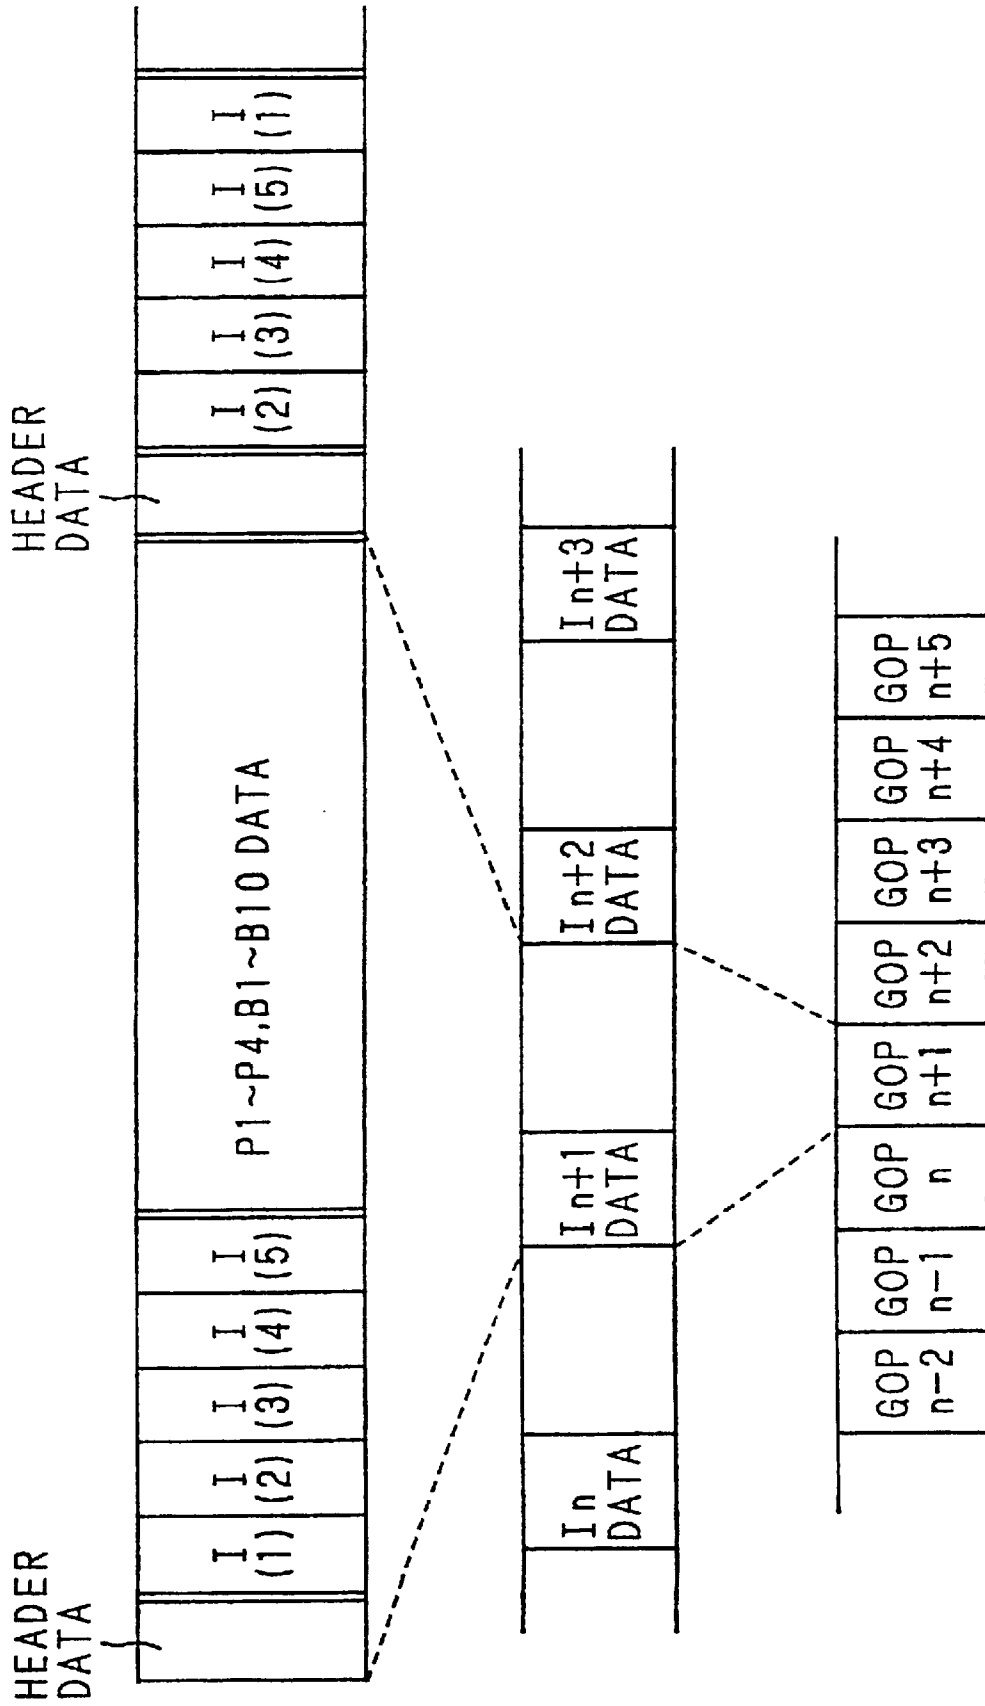 HEADER
DATA
HEADER
DATA
I
(1)
I
(2)
I
(3)
I
(4)
I
(5)
P1~P4,B1~B10 DATA
I
(2)
I
(3)
I
(4)
I
(5)
I
(1)
In
DATA
In+1
DATA
In+2
DATA
In+3
DATA
GOP
n-2
GOP
n-1
GOP
n
GOP
n+1
GOP
n+2
GOP
n+3
GOP
n+4
GOP
n+5